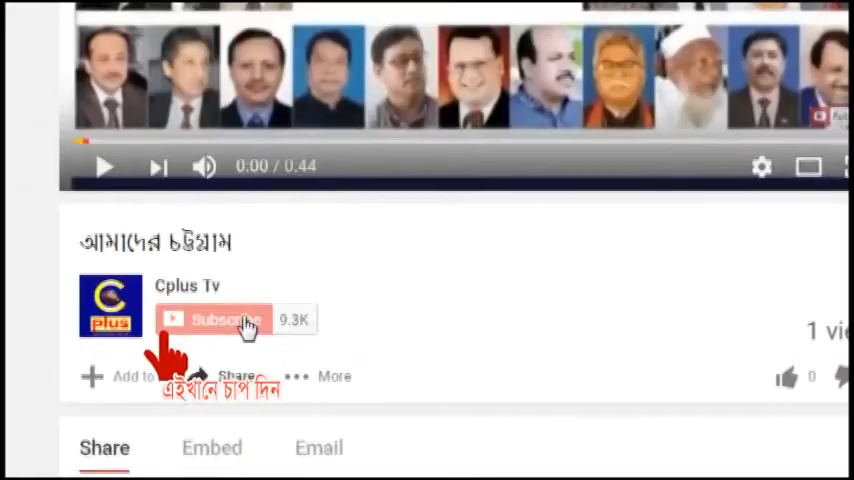 0:00 / 0:44
আমাদের চট্টগ্রাম
C plus
Cplus Tv
Subscribe 9.3K
1 vie
Add to Share More 0
এইখানে চাপ দিন
Share Embed Email